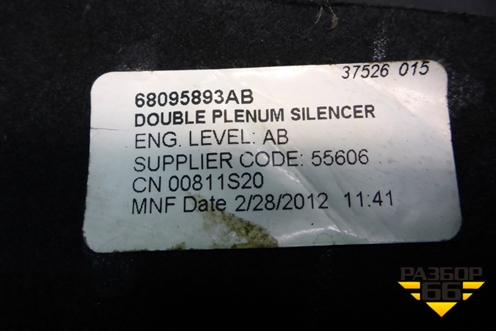 37526 015
68095893AB
DOUBLE PLENUM SILENCER
ENG. LEVEL: AB
SUPPLIER CODE: 55606
CN 00811S20
MNF Date 2/28/2012 11:41
РАЗБОР
66